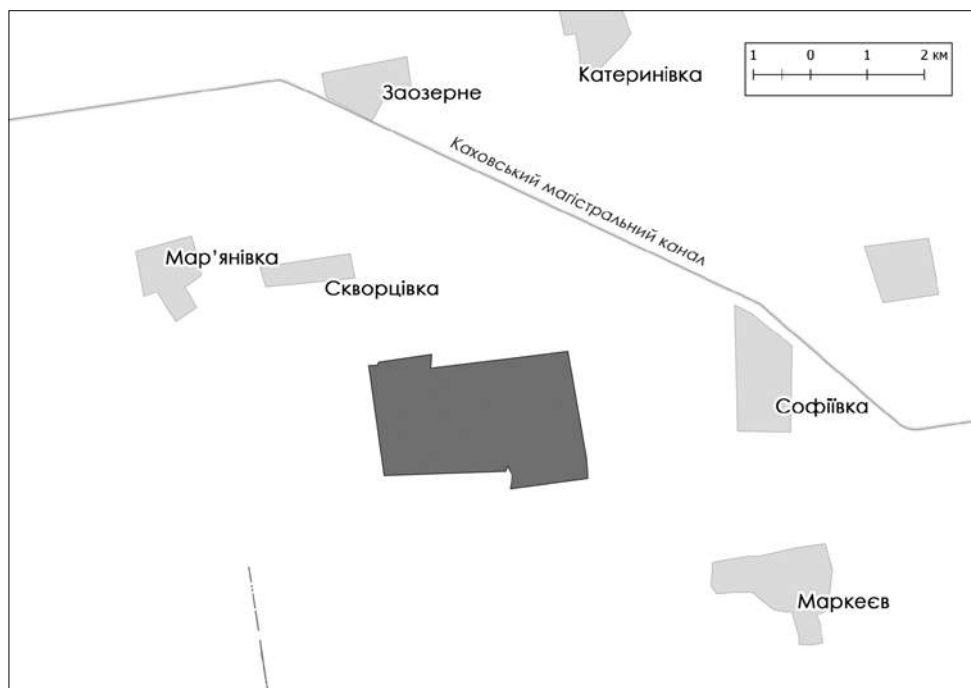 1 0 1 2 км
Катеринівка
Заозерне
Каховський магістральний канал
Мар’янівка
Скворцівка
Софіївка
Маркеєв